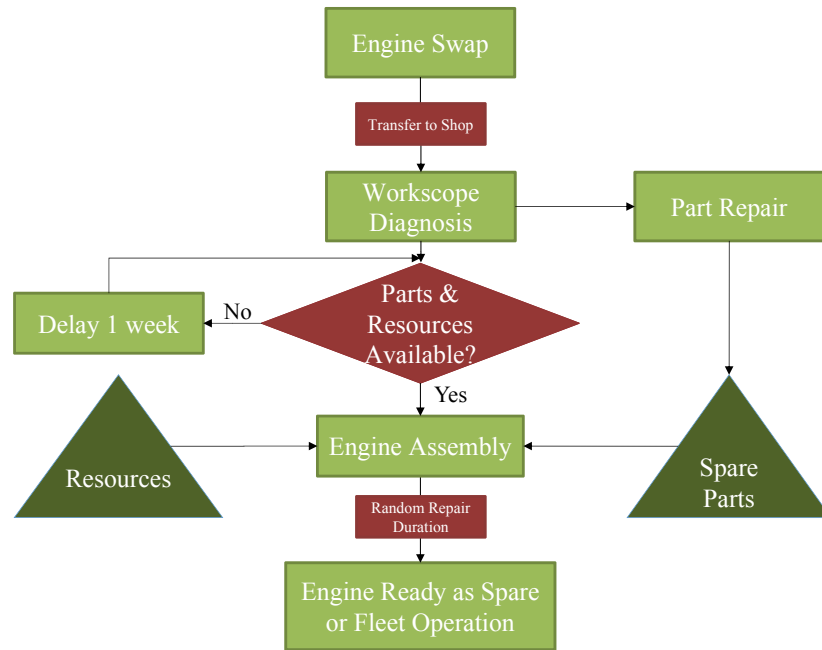 Engine Swap
Transfer to Shop
Workscope
Diagnosis
Part Repair
Parts &
Resources
Available?
No
Delay 1 week
Yes
Resources
Engine Assembly
Spare
Parts
Random Repair
Duration
Engine Ready as Spare
or Fleet Operation